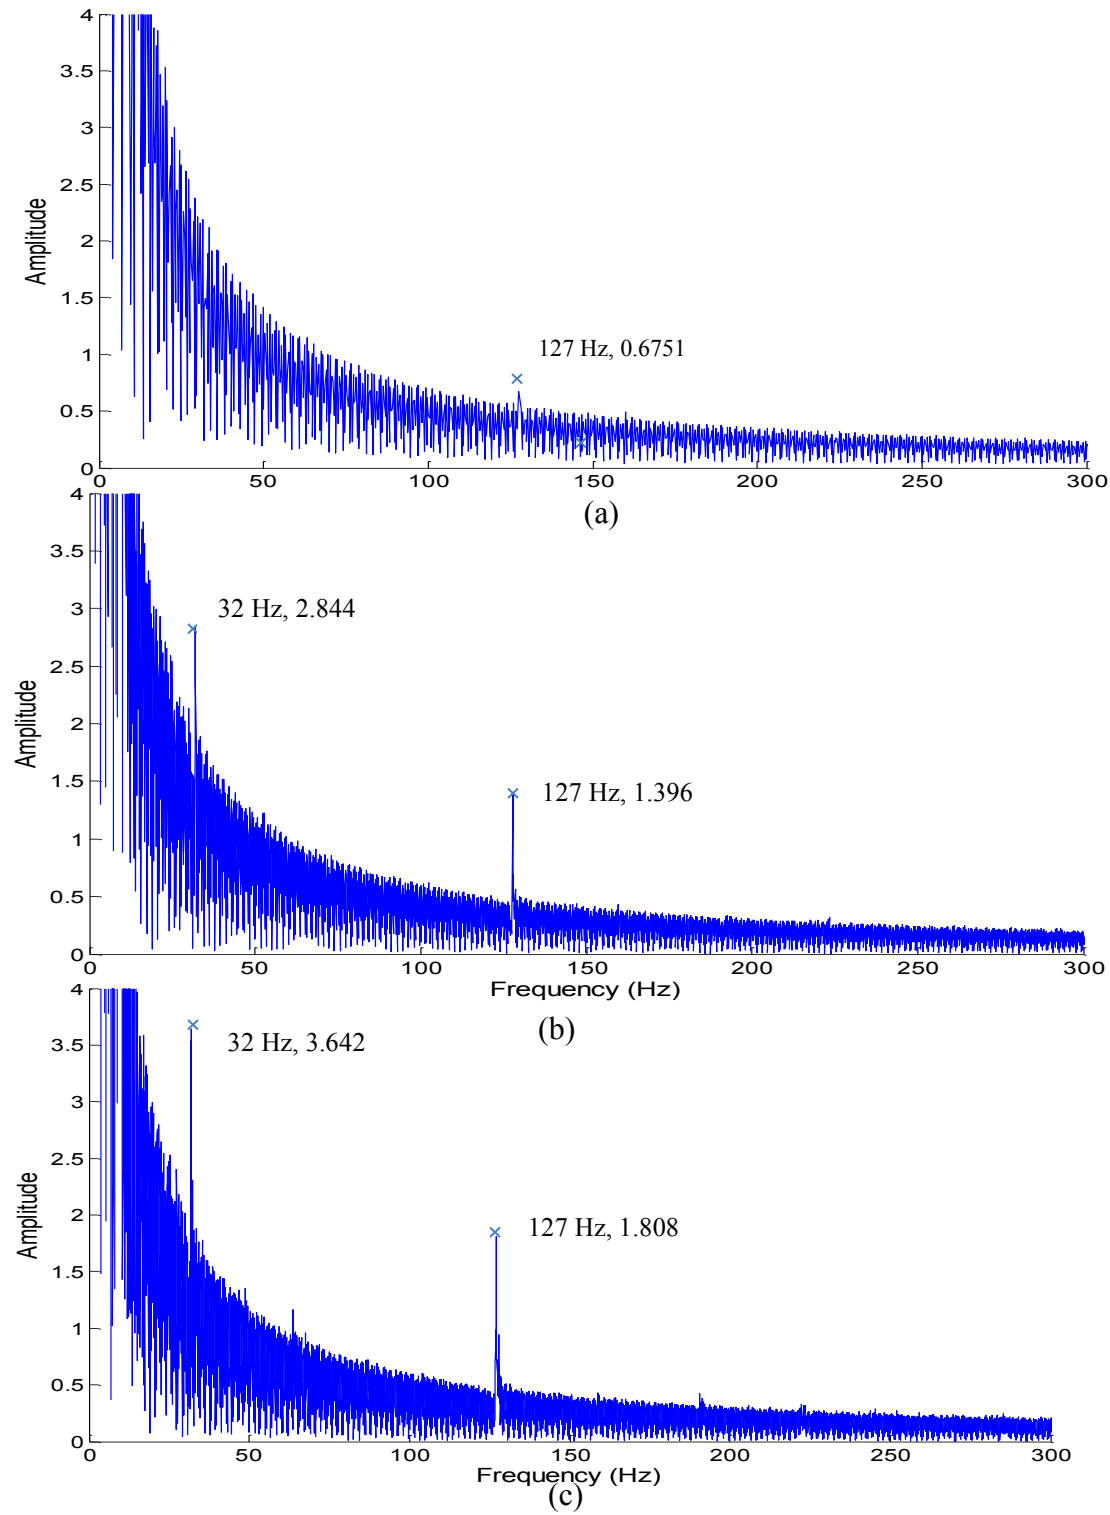 4
3.5
3
2.5
2
1.5
1
0.5
0
Amplitude
127 Hz, 0.6751
0 50 100 150 200 250 300
(a)
4
3.5
3
2.5
2
1.5
1
0.5
0
Amplitude
32 Hz, 2.844
127 Hz, 1.396
0 50 100 150 200 250 300
Frequency (Hz)
(b)
4
3.5
3
2.5
2
1.5
1
0.5
0
Amplitude
32 Hz, 3.642
127 Hz, 1.808
0 50 100 150 200 250 300
Frequency (Hz)
(c)